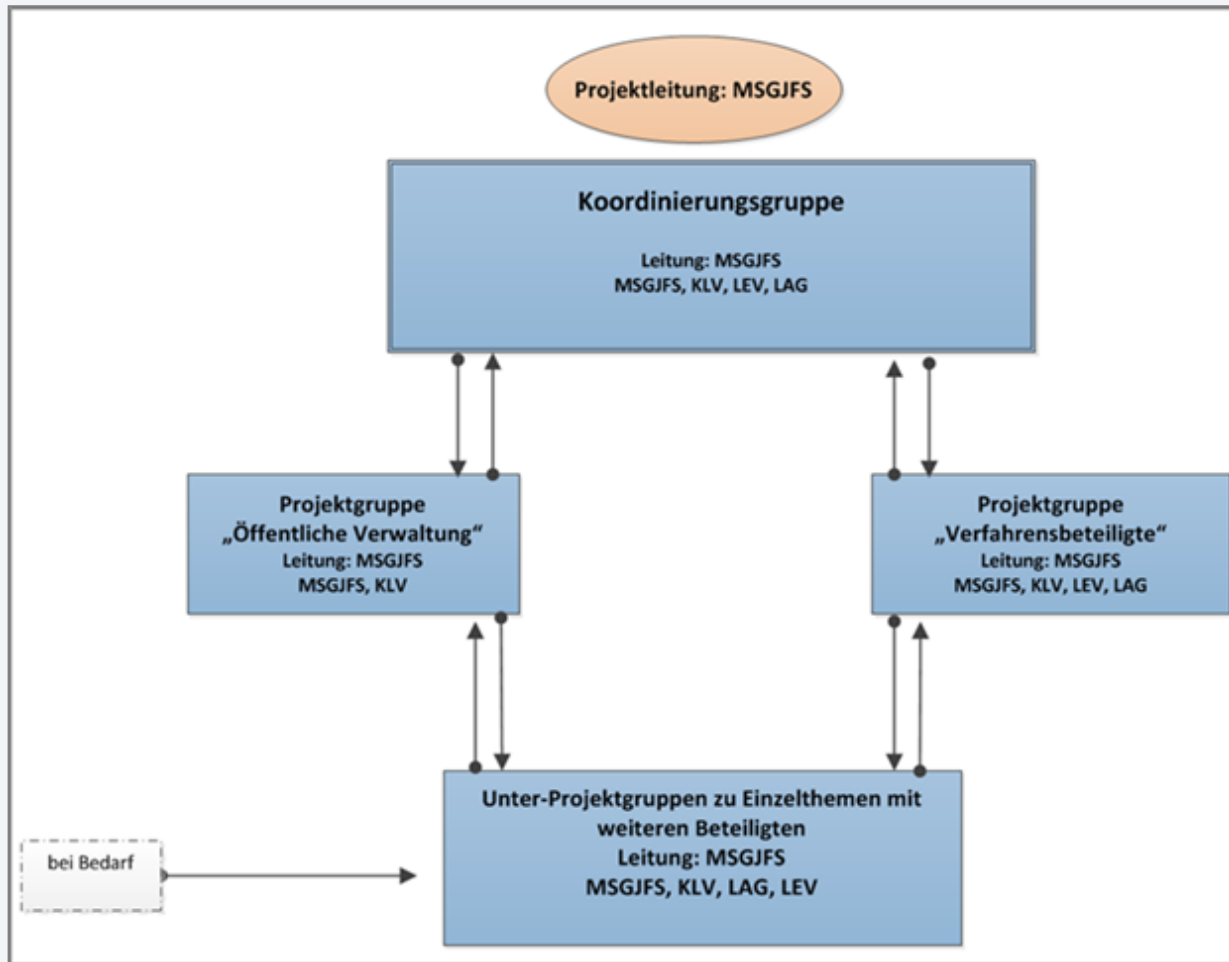 Projektleitung: MSGJFS
Koordinierungsgruppe
Leitung: MSGJFS
MSGJFS, KLV, LEV, LAG
Projektgruppe
„Öffentliche Verwaltung“
Leitung: MSGJFS
MSGJFS, KLV
Projektgruppe
„Verfahrensbeteiligte“
Leitung: MSGJFS
MSGJFS, KLV, LEV, LAG
Unter-Projektgruppen zu Einzelthemen mit
weiteren Beteiligten
Leitung: MSGJFS
MSGJFS, KLV, LAG, LEV
bei Bedarf